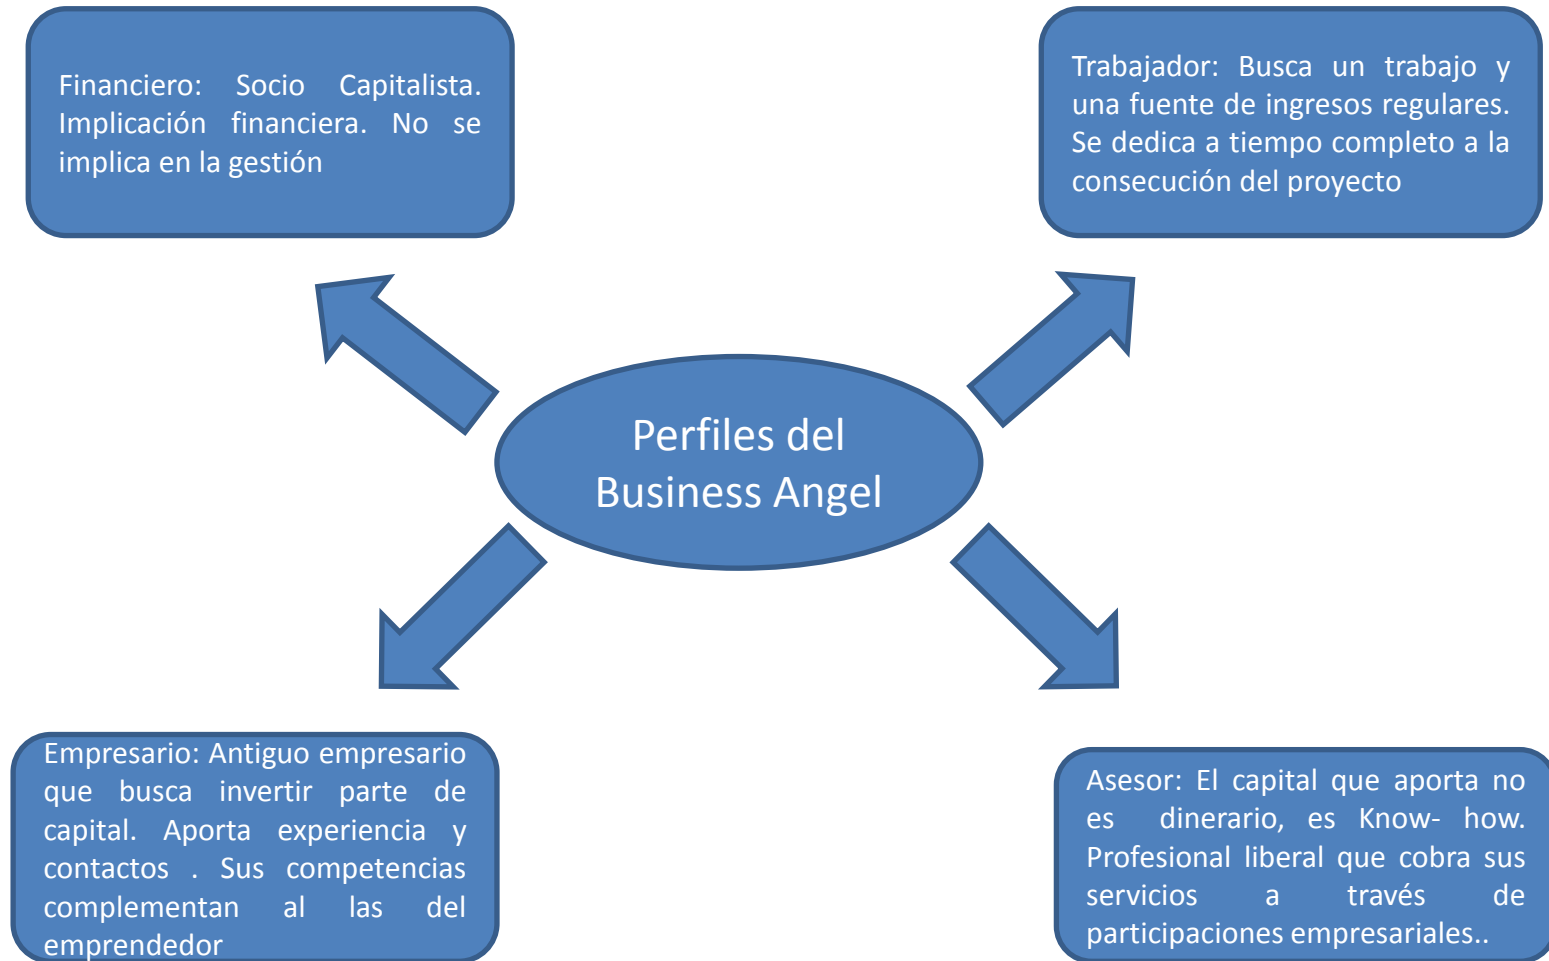 Financiero: Socio Capitalista.
Implicación financiera. No se
implica en la gestión
Trabajador: Busca un trabajo y
una fuente de ingresos regulares.
Se dedica a tiempo completo a la
consecución del proyecto
Perfiles del
Business Angel
Empresario: Antiguo empresario
que busca invertir parte de
capital. Aporta experiencia y
contactos . Sus competencias
complementan al las del
emprendedor
Asesor: El capital que aporta no
es dinerario, es Know- how.
Profesional liberal que cobra sus
servicios a través de
participaciones empresariales..